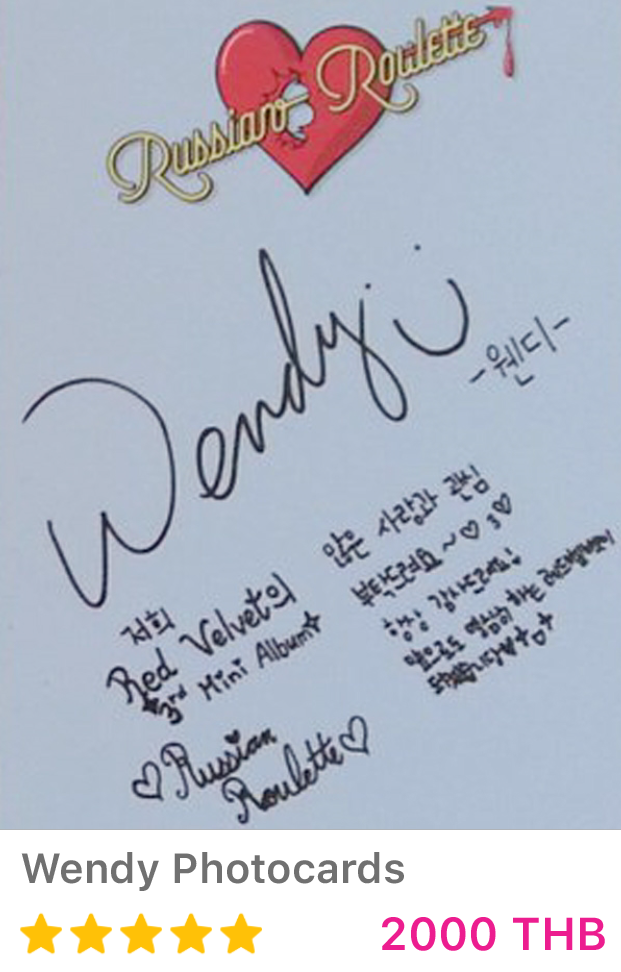 Russian Roulette
Wendy
-웬디-
저희
Red Velvet의
3rd Mini Album
Russian
Roulette
많은 사랑과 관심
부탁드려요~♡3♡
항상 감사드려요!
앞으로도 열심히 하는 레드벨벳이
되겠습니다
Wendy Photocards
2000 THB